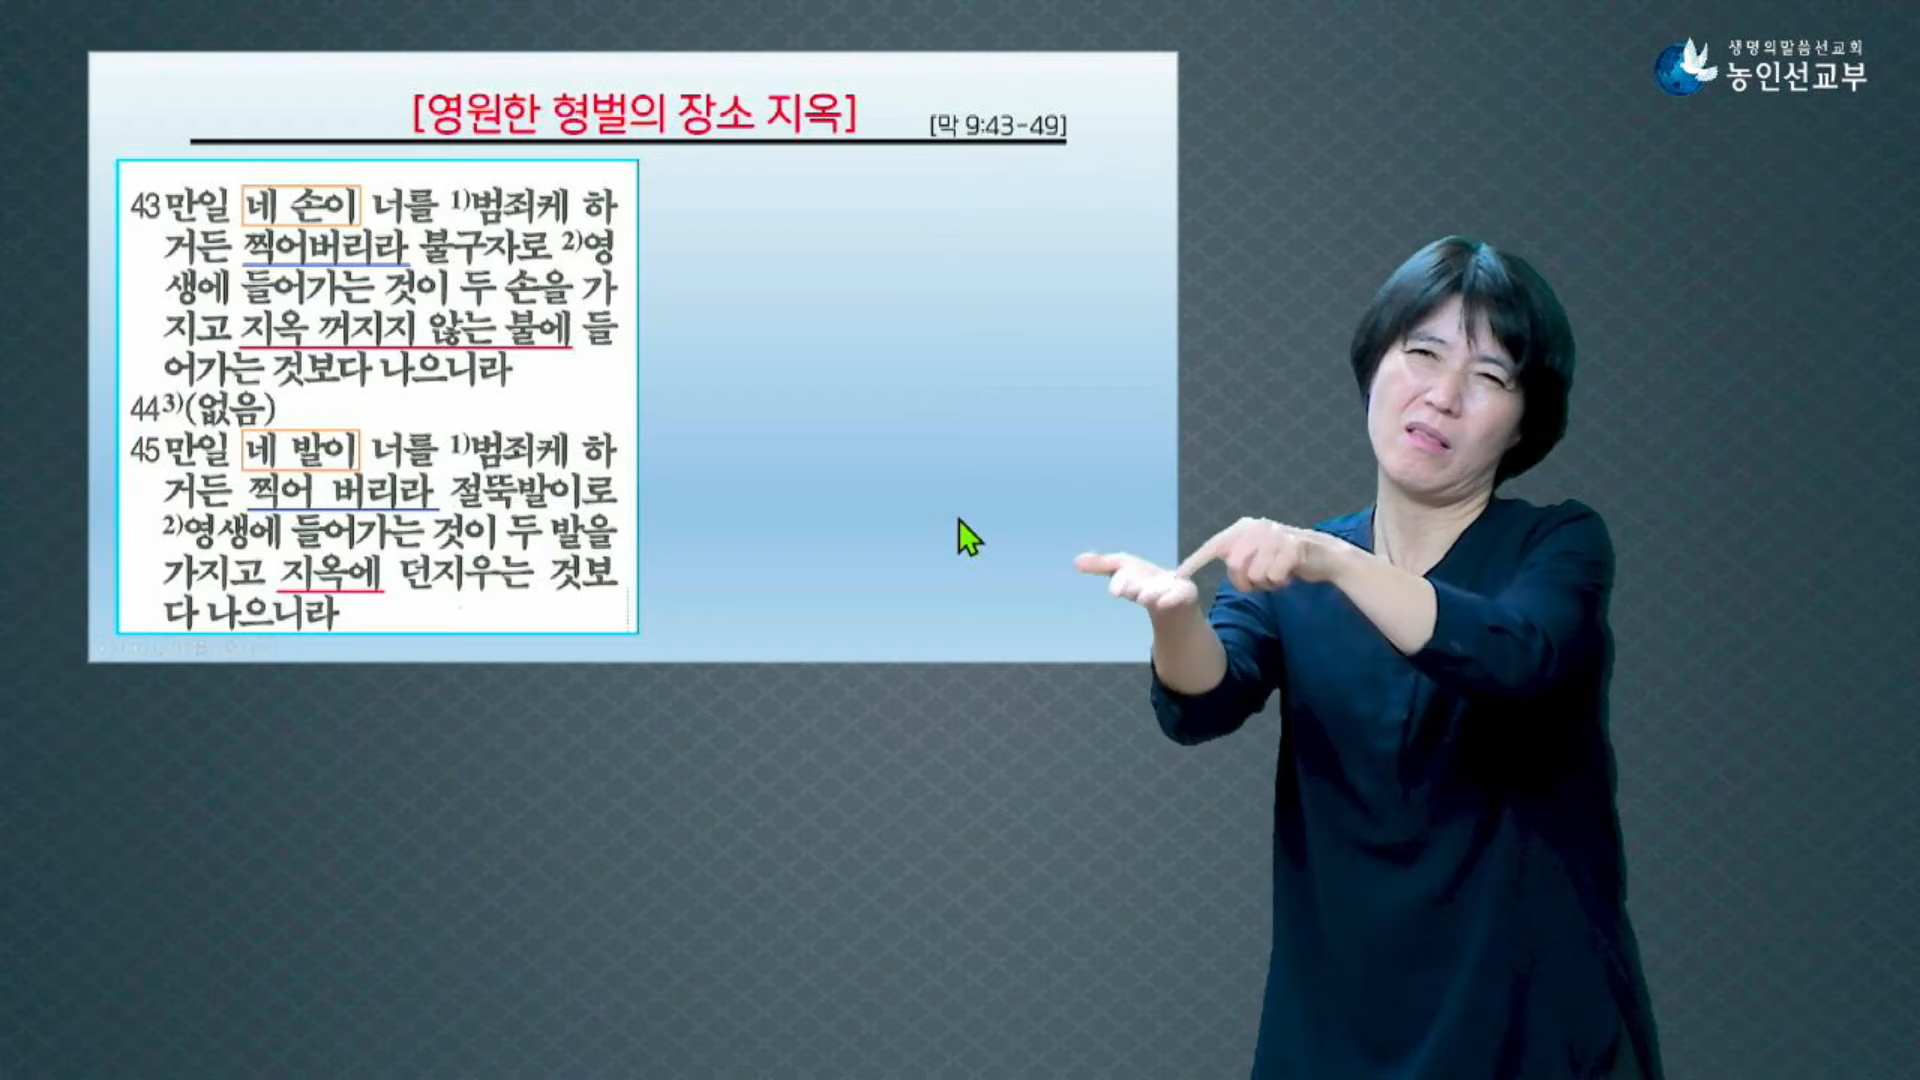 생명의말씀선교회
농인선교부
[영원한 형벌의 장소 지옥]
[막 9:43-49]
43만일 네 손이 너를 1)범죄케 하
거든 찍어버리라 불구자로 2)영
생에 들어가는 것이 두 손을 가
지고 지옥 꺼지지 않는 불에 들
어가는 것보다 나으니라
443)(없음)
45만일 네 발이 너를 1)범죄케 하
거든 찍어 버리라 절뚝발이로
2)영생에 들어가는 것이 두 발을
가지고 지옥에 던지우는 것보
다 나으니라